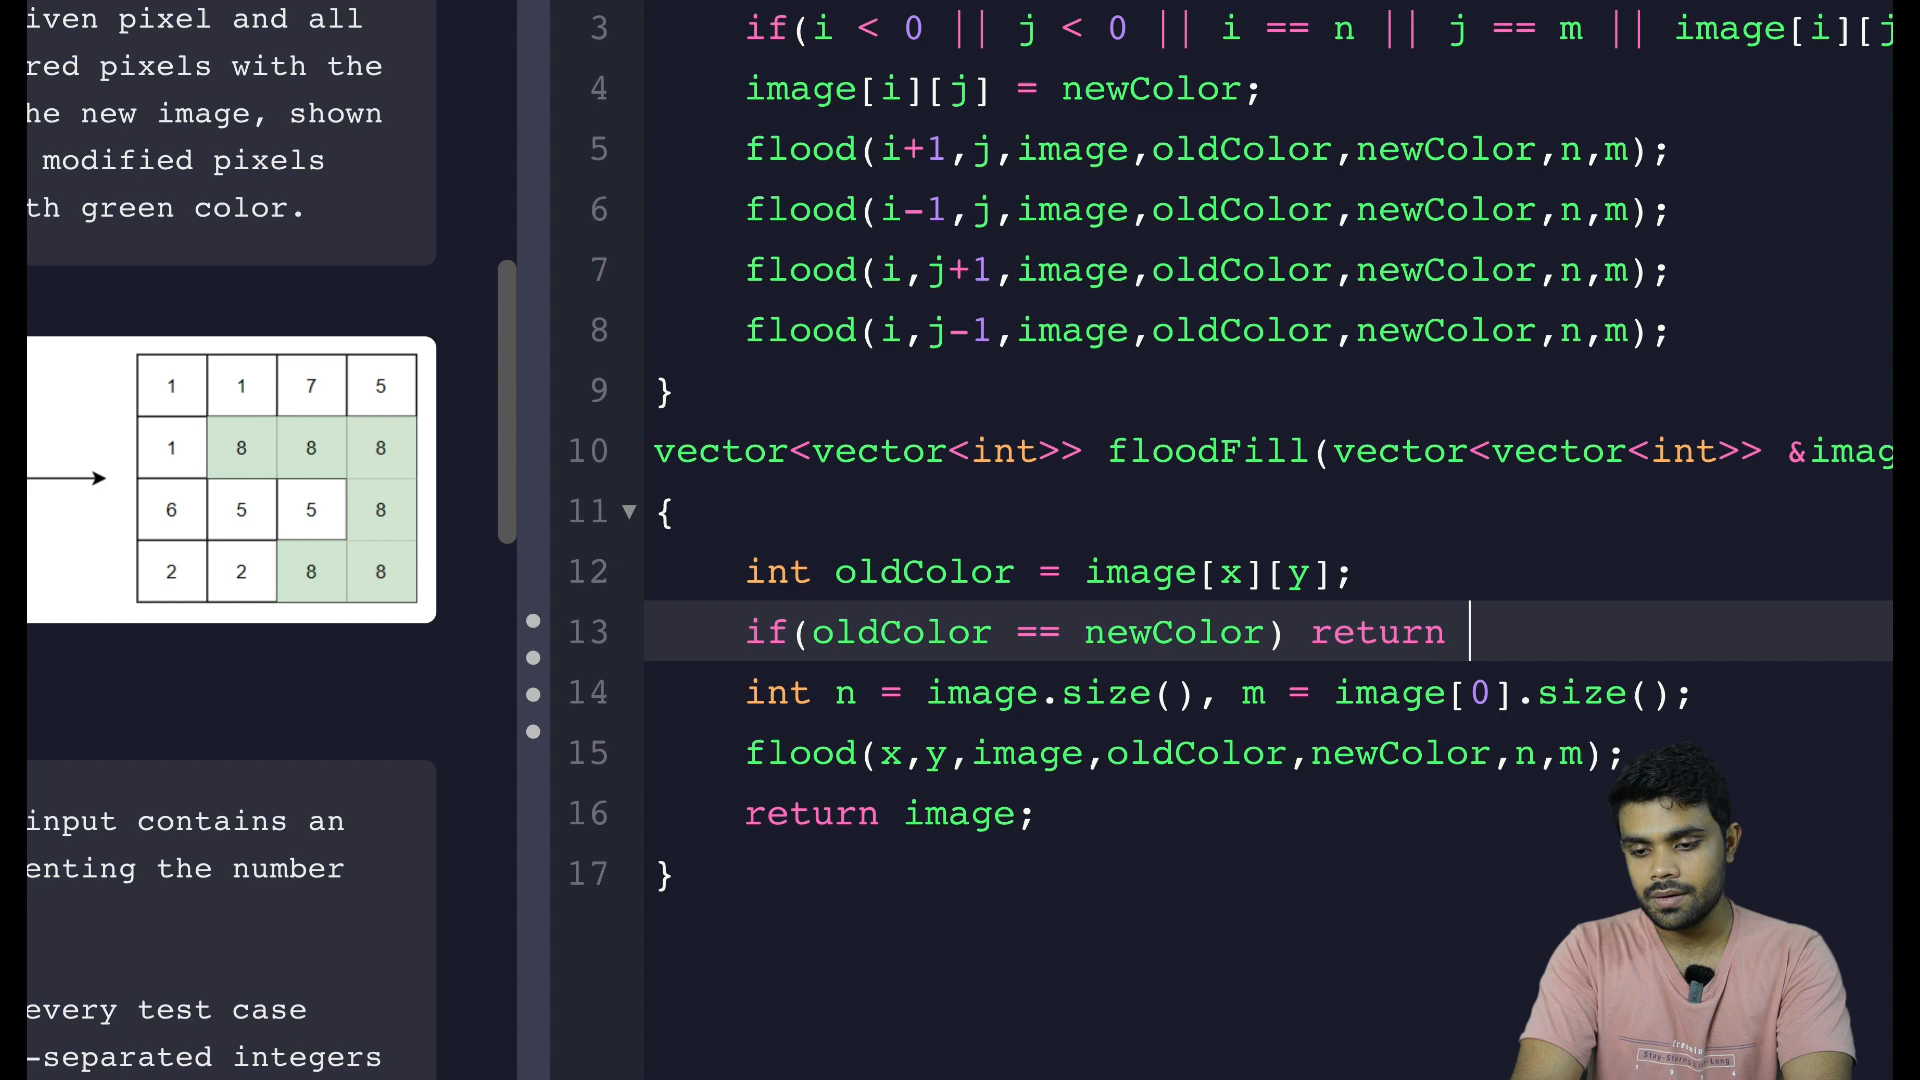 iven pixel and all
red pixels with the
he new image, shown
modified pixels
th green color.
1 1 7 5
1 8 8 8
6 5 5 8
2 2 8 8
input contains an
enting the number
every test case
-separated integers
3 if(i < 0 || j < 0 || i == n || j == m || image[i][j
4 image[i][j] = newColor;
5 flood(i+1,j,image,oldColor,newColor,n,m);
6 flood(i-1,j,image,oldColor,newColor,n,m);
7 flood(i,j+1,image,oldColor,newColor,n,m);
8 flood(i,j-1,image,oldColor,newColor,n,m);
9 }
10 vector<vector<int>> floodFill(vector<vector<int>> &imag
11 {
12 int oldColor = image[x][y];
13 if(oldColor == newColor) return
14 int n = image.size(), m = image[0].size();
15 flood(x,y,image,oldColor,newColor,n,m);
16 return image;
17 }